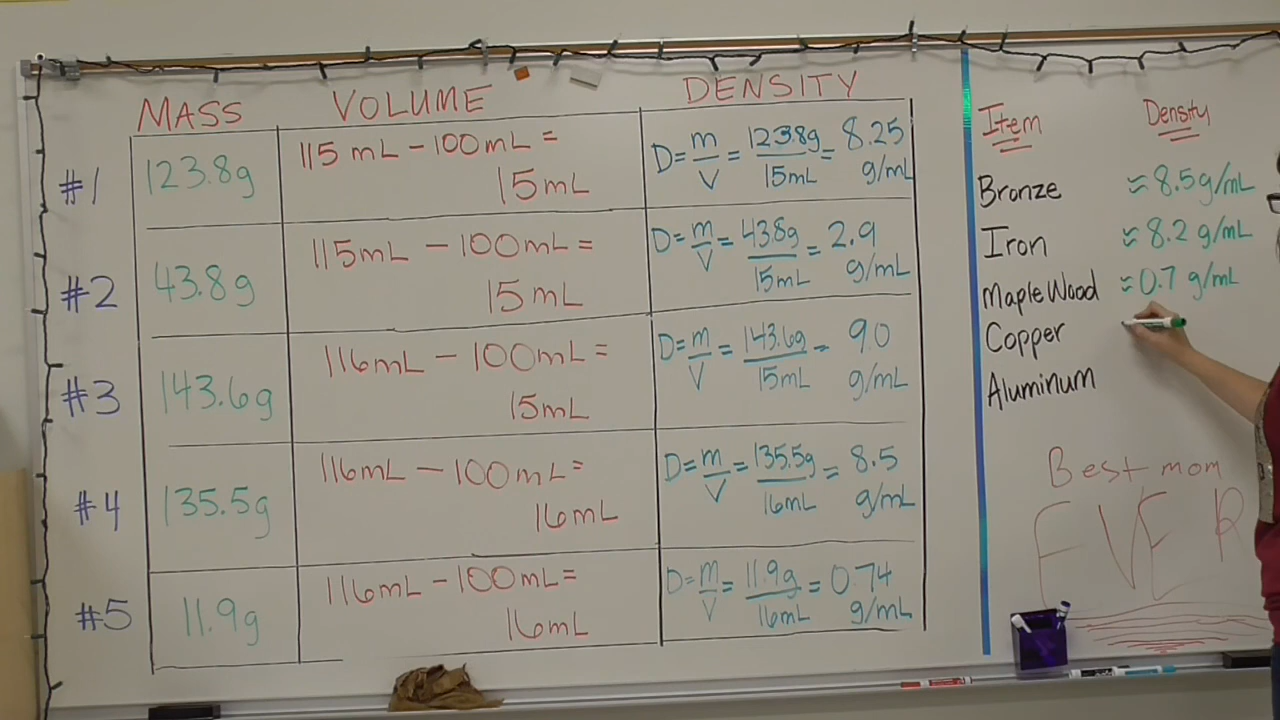 MASS VOLUME DENSITY
#1 123.8g 115 mL - 100mL = 15mL D = m/V = 123.8g/15mL = 8.25 g/mL
#2 43.8g 115mL - 100mL = 15mL D = m/V = 43.8g/15mL = 2.9 g/mL
#3 143.6g 116mL - 100mL = 15mL D = m/V = 143.6g/15mL = 9.0 g/mL
#4 135.5g 116mL - 100mL = 16mL D = m/V = 135.5g/16mL = 8.5 g/mL
#5 11.9g 116mL - 100mL = 16mL D = m/V = 11.9g/16mL = 0.74 g/mL
Item Density
Bronze ≈ 8.5g/mL
Iron ≈ 8.2 g/mL
Maple Wood ≈ 0.7 g/mL
Copper
Aluminum
Best mom
EVER